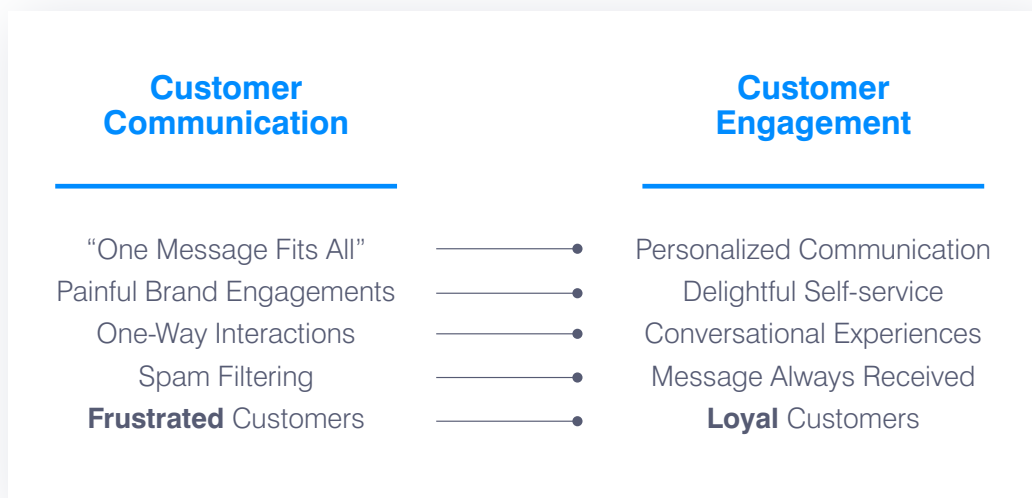 Customer
Communication
Customer
Engagement
“One Message Fits All”
Personalized Communication
Painful Brand Engagements
Delightful Self-service
One-Way Interactions
Conversational Experiences
Spam Filtering
Message Always Received
Frustrated Customers
Loyal Customers